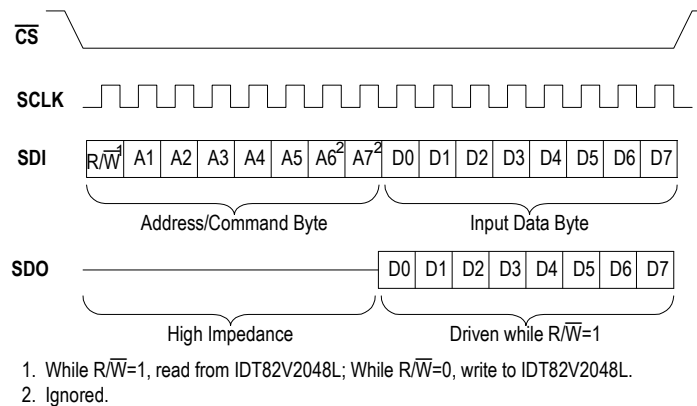 CS
SCLK
SDI R/W¹ A1 A2 A3 A4 A5 A6² A7² D0 D1 D2 D3 D4 D5 D6 D7
Address/Command Byte Input Data Byte
SDO D0 D1 D2 D3 D4 D5 D6 D7
High Impedance Driven while R/W=1
1. While R/W=1, read from IDT82V2048L; While R/W=0, write to IDT82V2048L.
2. Ignored.